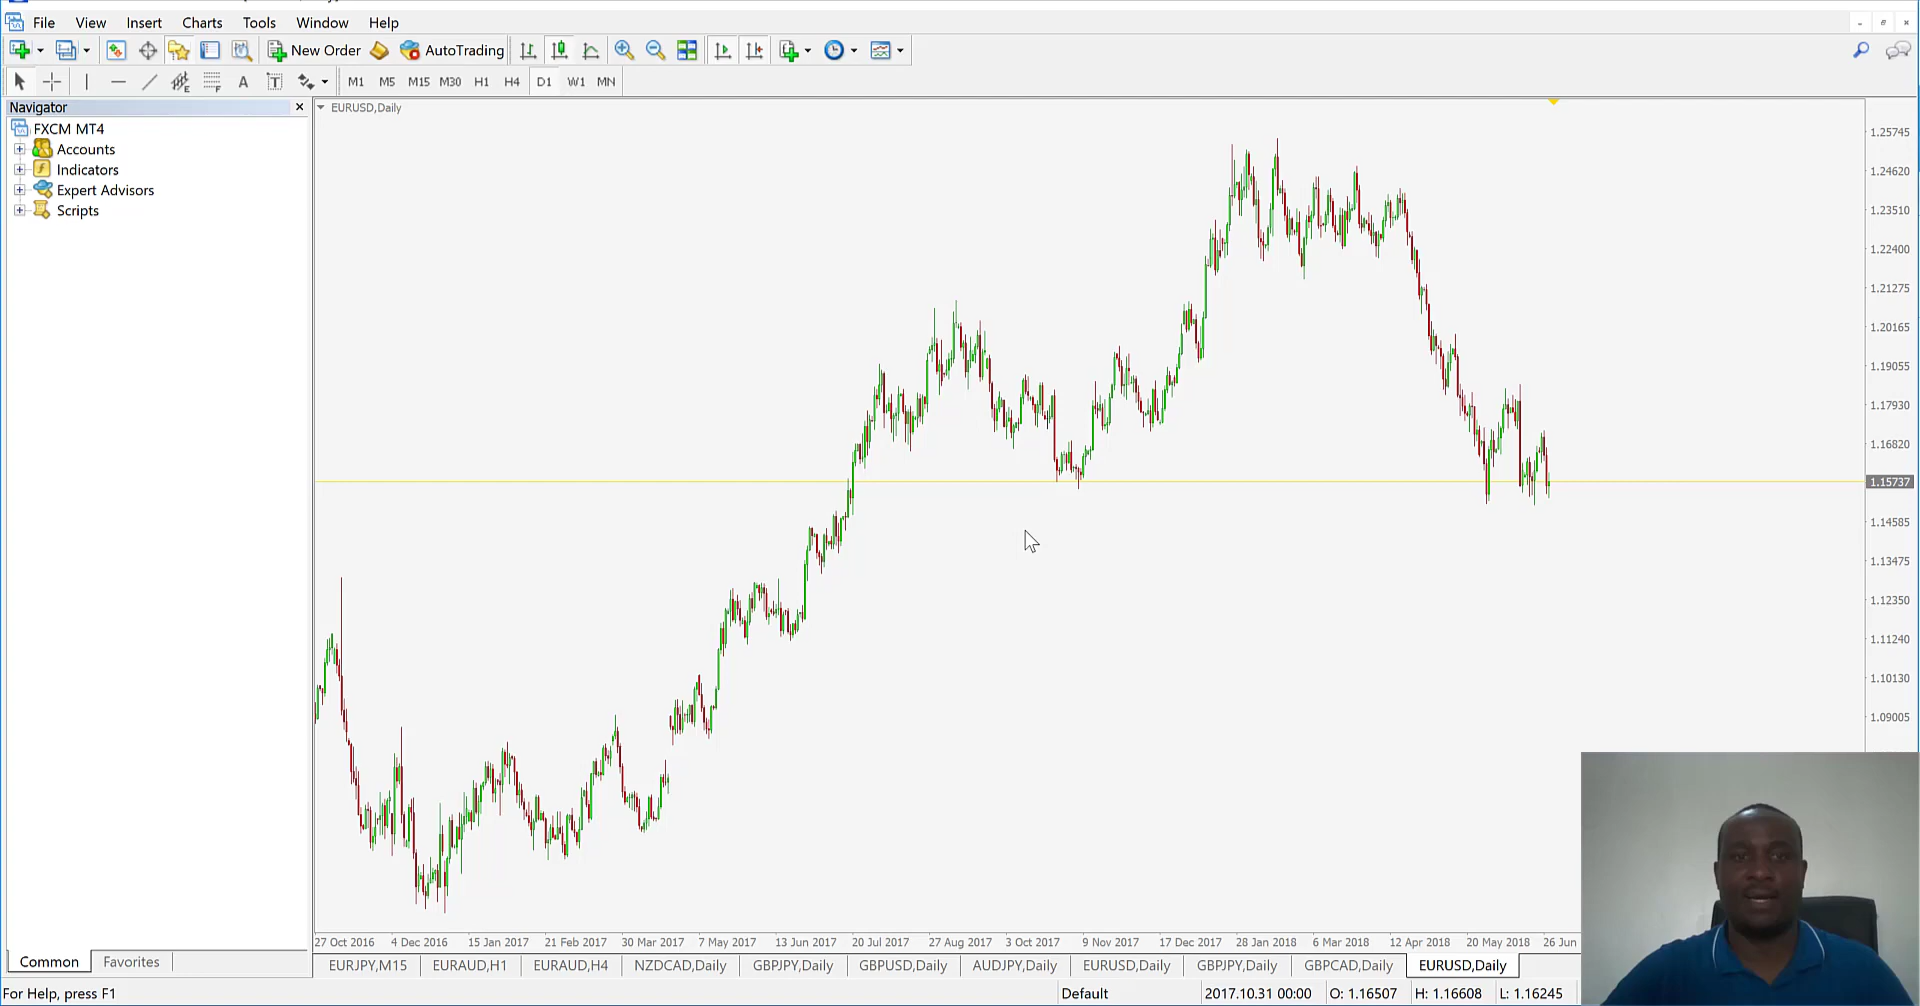 File View Insert Charts Tools Window Help
New Order AutoTrading
A T M1 M5 M15 M30 H1 H4 D1 W1 MN
Navigator
EURUSD,Daily
FXCM MT4
Accounts
Indicators
Expert Advisors
Scripts
1.25745
1.24620
1.23510
1.22400
1.21275
1.20165
1.19055
1.17930
1.16820
1.15737
1.14585
1.13475
1.12350
1.11240
1.10130
1.09005
27 Oct 2016 4 Dec 2016 15 Jan 2017 21 Feb 2017 30 Mar 2017 7 May 2017 13 Jun 2017 20 Jul 2017 27 Aug 2017 3 Oct 2017 9 Nov 2017 17 Dec 2017 28 Jan 2018 6 Mar 2018 12 Apr 2018 20 May 2018 26 Jun
Common Favorites
EURJPY,M15 EURAUD,H1 EURAUD,H4 NZDCAD,Daily GBPJPY,Daily GBPUSD,Daily AUDJPY,Daily EURUSD,Daily GBPJPY,Daily GBPCAD,Daily EURUSD,Daily
For Help, press F1 Default 2017.10.31 00:00 O: 1.16507 H: 1.16608 L: 1.16245